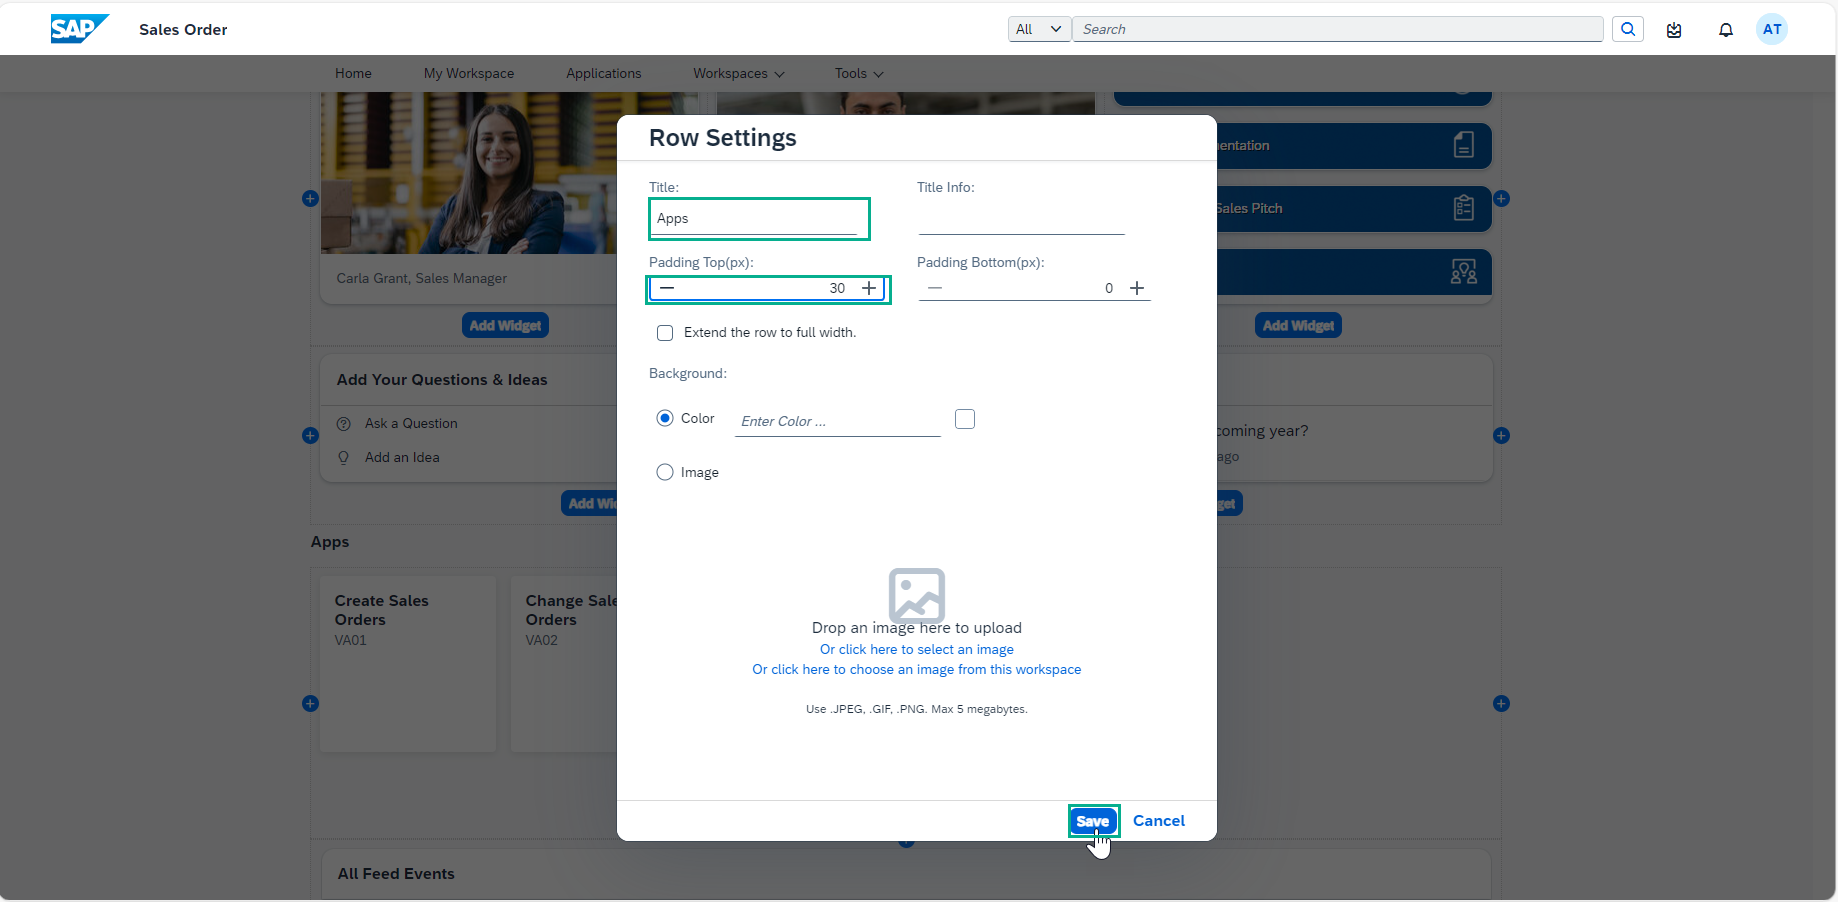 SAP
Sales Order
All
Search
AT
Home
My Workspace
Applications
Workspaces
Tools
Row Settings
Title:
Title Info:
Apps
Padding Top(px):
Padding Bottom(px):
30
0
Extend the row to full width.
Background:
Color
Enter Color ...
Image
Drop an image here to upload
Or click here to select an image
Or click here to choose an image from this workspace
Use .JPEG, .GIF, .PNG. Max 5 megabytes.
Save
Cancel
entation
Sales Pitch
Carla Grant, Sales Manager
Add Widget
Add Widget
Add Your Questions & Ideas
Ask a Question
Add an Idea
coming year?
ago
Add Wi
get
Apps
Create Sales
Orders
VA01
Change Sale
Orders
VA02
All Feed Events